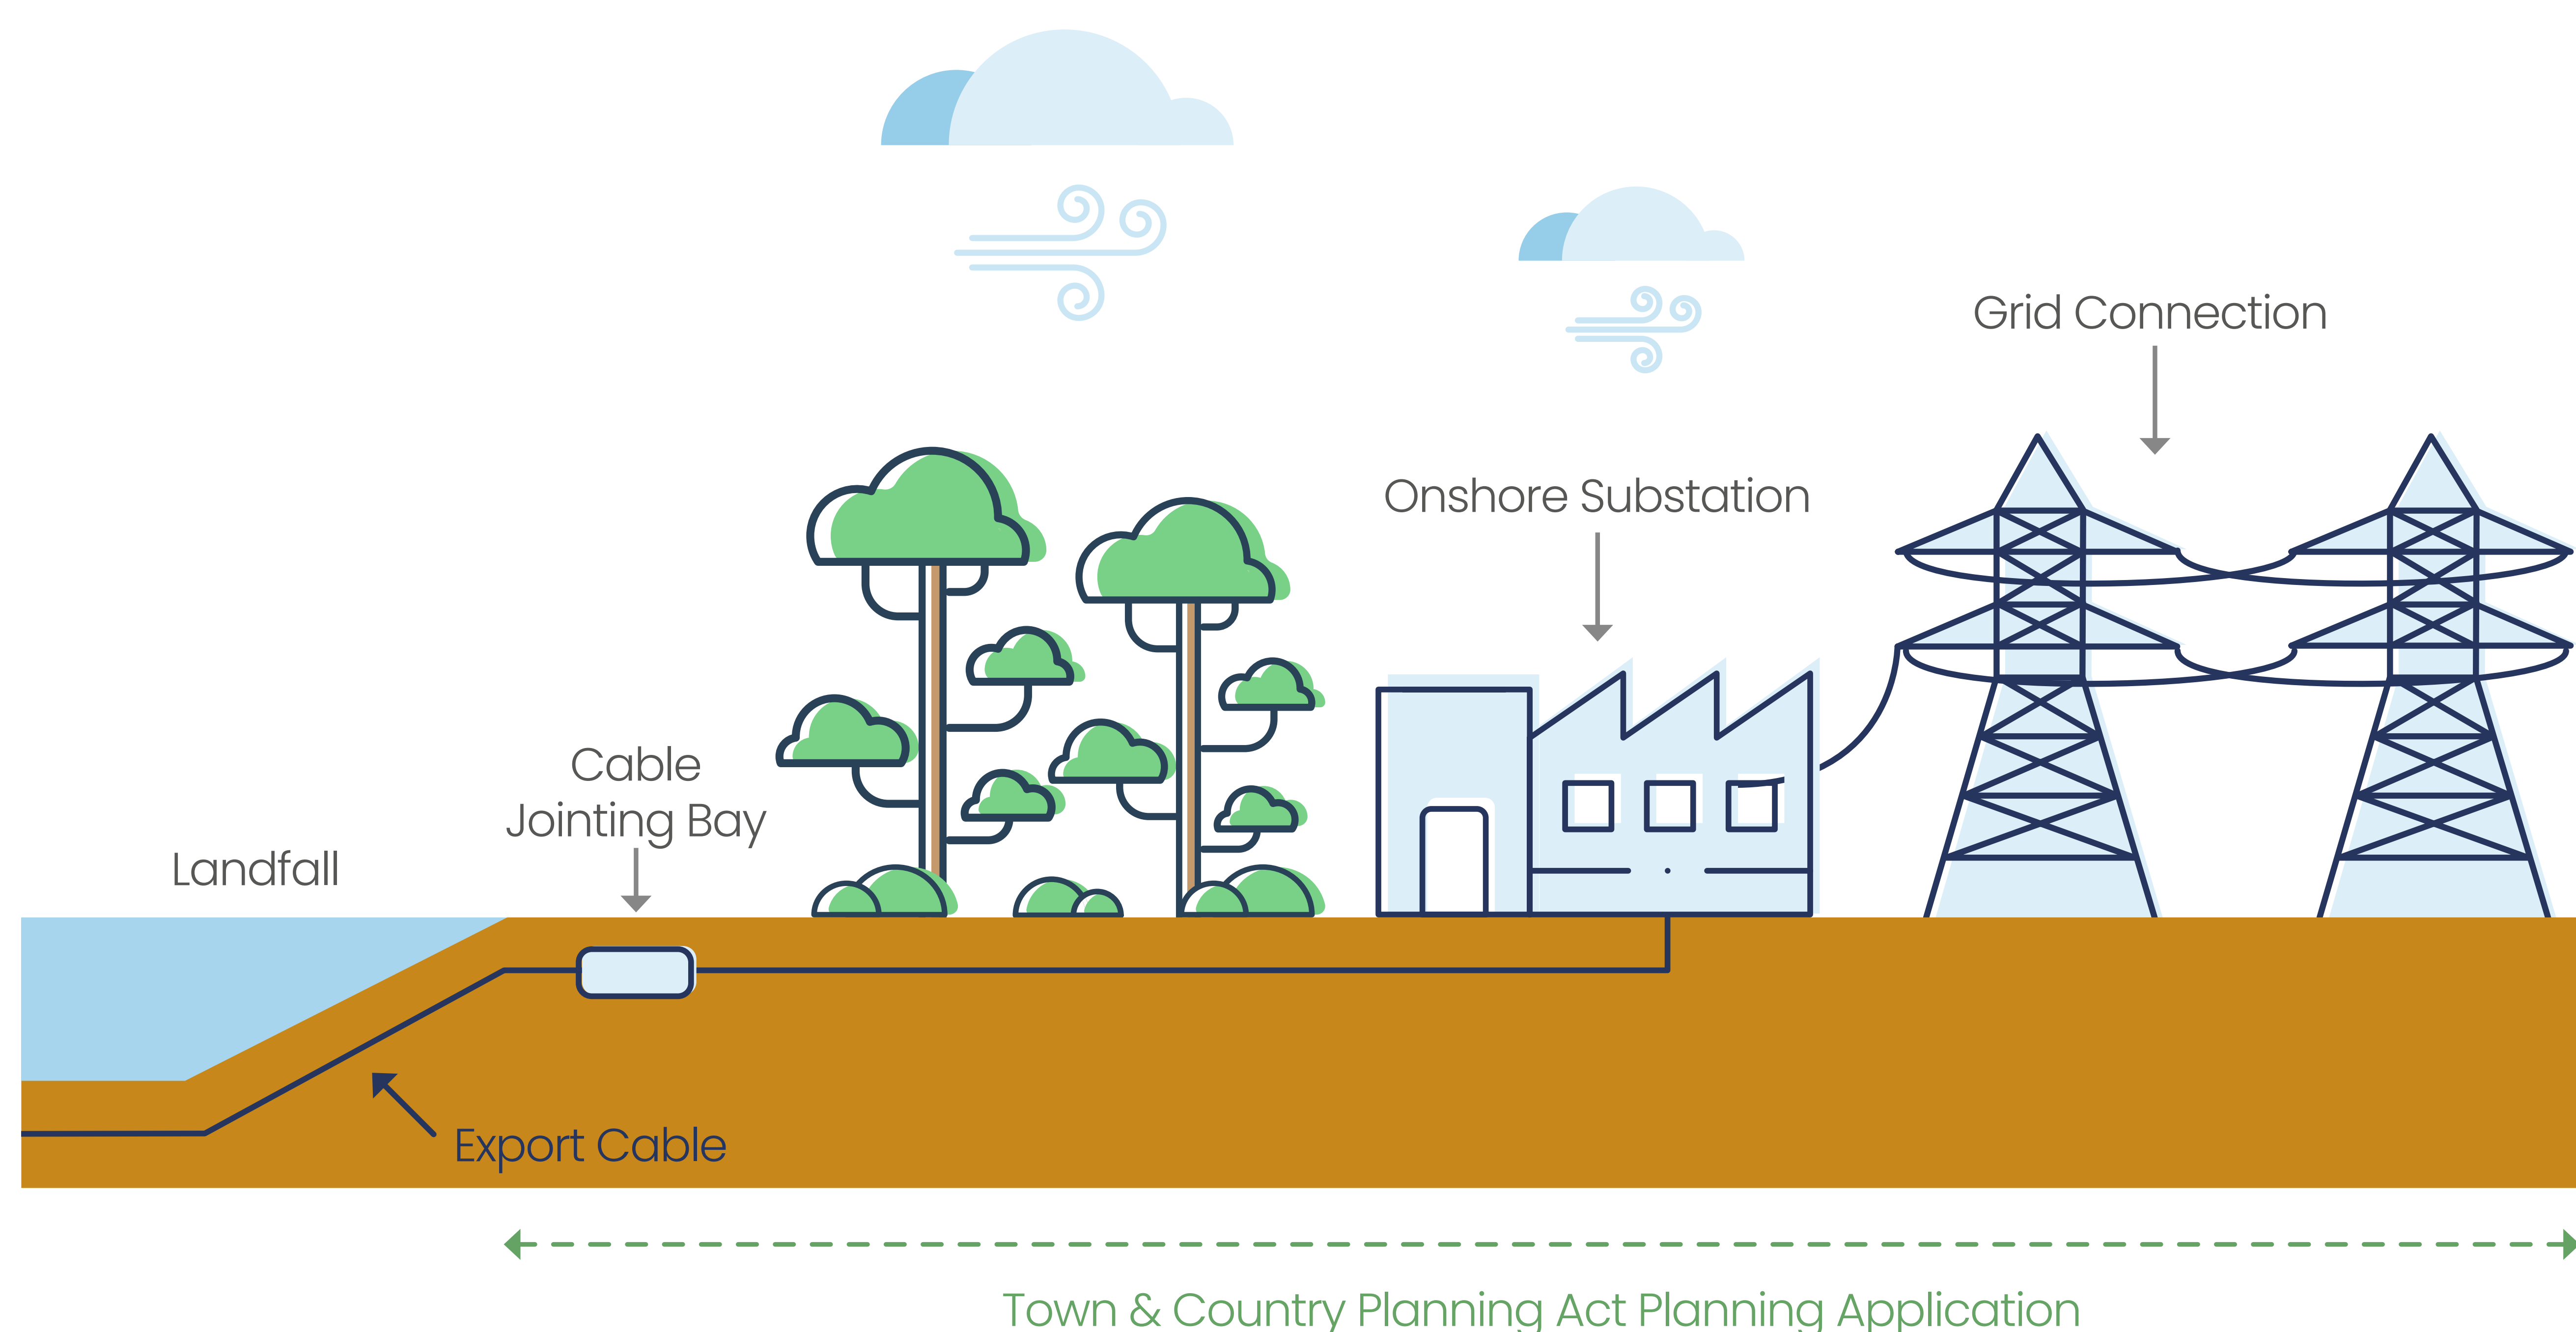 Grid Connection
Onshore Substation
Cable
Jointing Bay
Landfall
Export Cable
Town & Country Planning Act Planning Application